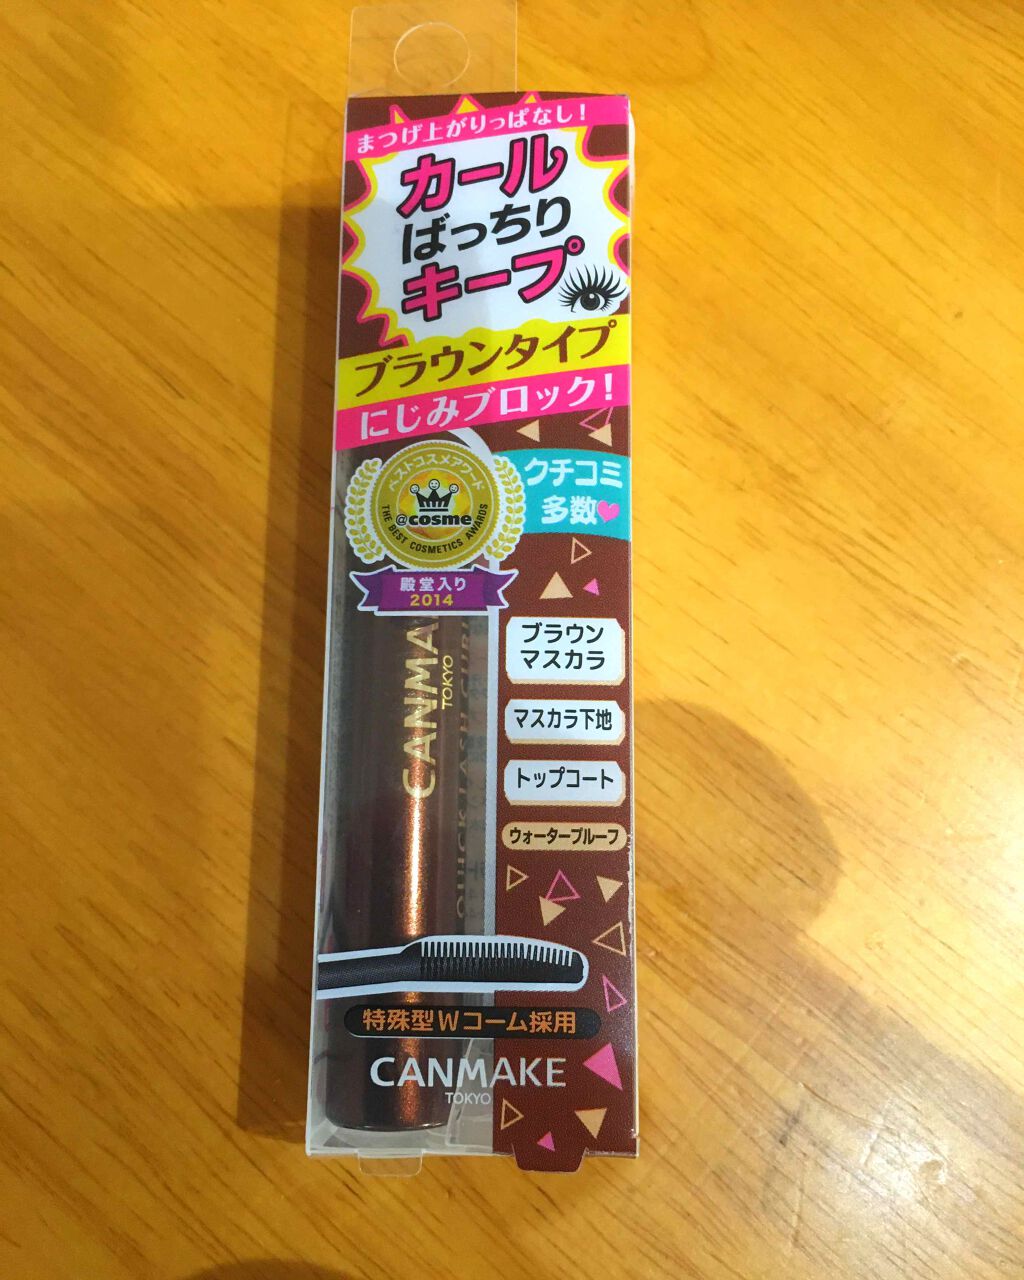 まつげ上がりっぱなし!
カール
ばっちり
キープ
ブラウンタイプ
にじみブロック!
ベストコスメアワード
@cosme
THE BEST COSMETICS AWARDS
殿堂入り
2014
クチコミ
多数
CANMA
TOKYO
ブラウン
マスカラ
マスカラ下地
トップコート
ウォータープルーフ
特殊型Wコーム採用
CANMAKE
TOKYO